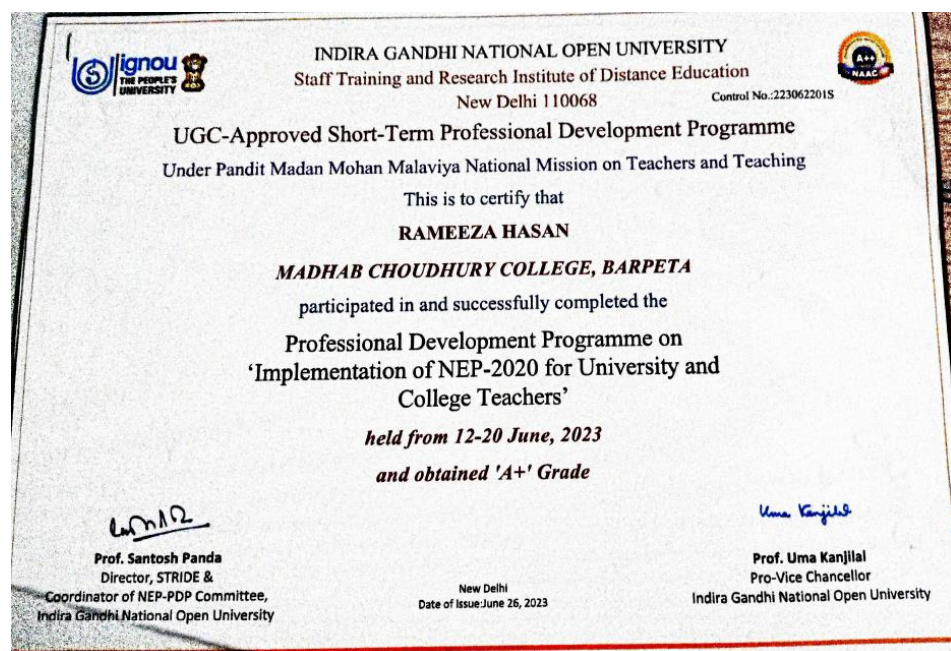 ignou
THE PEOPLE'S
UNIVERSITY
INDIRA GANDHI NATIONAL OPEN UNIVERSITY
Staff Training and Research Institute of Distance Education
New Delhi 110068
Control No.:223062201S
A++
NAAC
UGC-Approved Short-Term Professional Development Programme
Under Pandit Madan Mohan Malaviya National Mission on Teachers and Teaching
This is to certify that
RAMEEZA HASAN
MADHAB CHOUDHURY COLLEGE, BARPETA
participated in and successfully completed the
Professional Development Programme on
‘Implementation of NEP-2020 for University and
College Teachers’
held from 12-20 June, 2023
and obtained 'A+' Grade
Prof. Santosh Panda
Director, STRIDE &
Coordinator of NEP-PDP Committee,
Indira Gandhi National Open University
New Delhi
Date of Issue:June 26, 2023
Uma Kanjilal
Prof. Uma Kanjilal
Pro-Vice Chancellor
Indira Gandhi National Open University